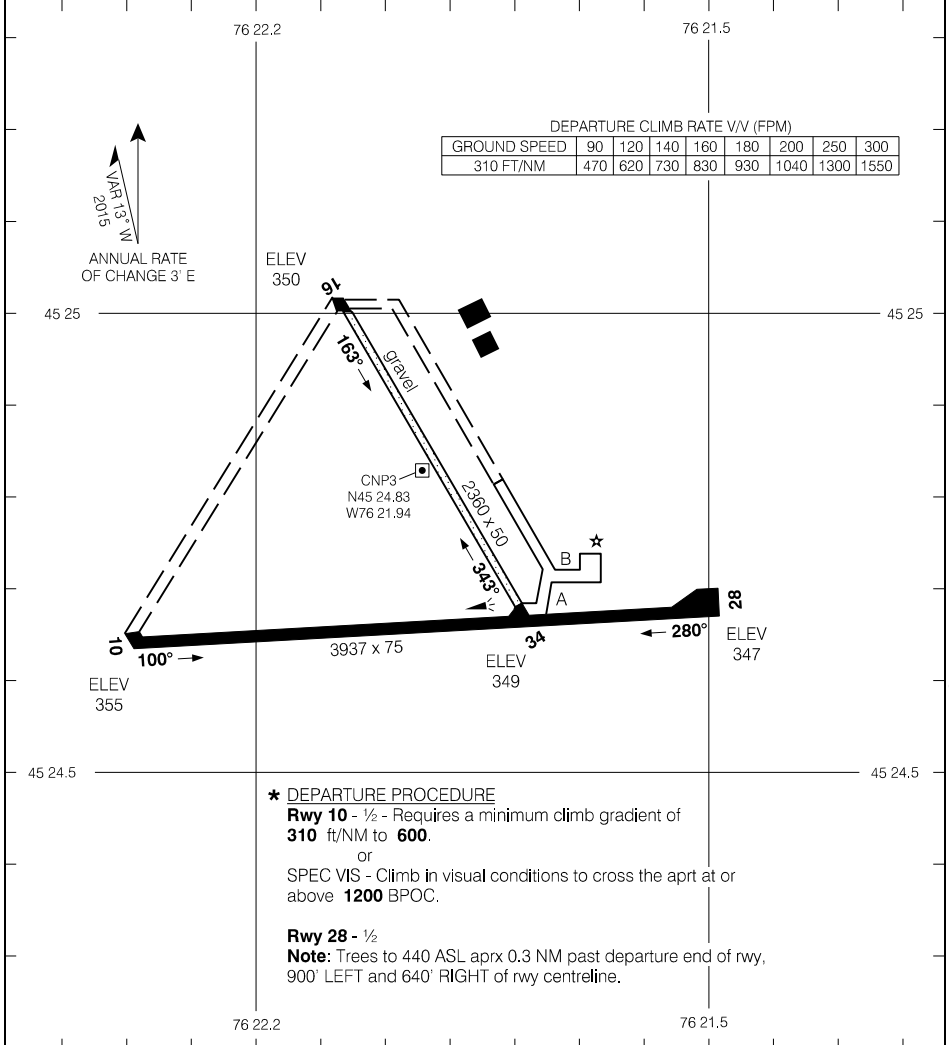 76 22.2
76 21.5
DEPARTURE CLIMB RATE V/V (FPM)
GROUND SPEED 90 120 140 160 180 200 250 300
310 FT/NM 470 620 730 830 930 1040 1300 1550
VAR 13° W
2015
ANNUAL RATE
OF CHANGE 3' E
ELEV
350
16
45 25
45 25
163°
gravel
CNP3
N45 24.83
W76 21.94
2360 x 50
343°
B
A
28
10
100°
3937 x 75
34
280°
ELEV
347
ELEV
349
ELEV
355
45 24.5
45 24.5
* DEPARTURE PROCEDURE
Rwy 10 - ½ - Requires a minimum climb gradient of
310 ft/NM to 600.
or
SPEC VIS - Climb in visual conditions to cross the aprt at or
above 1200 BPOC.
Rwy 28 - ½
Note: Trees to 440 ASL aprx 0.3 NM past departure end of rwy,
900' LEFT and 640' RIGHT of rwy centreline.
76 22.2
76 21.5